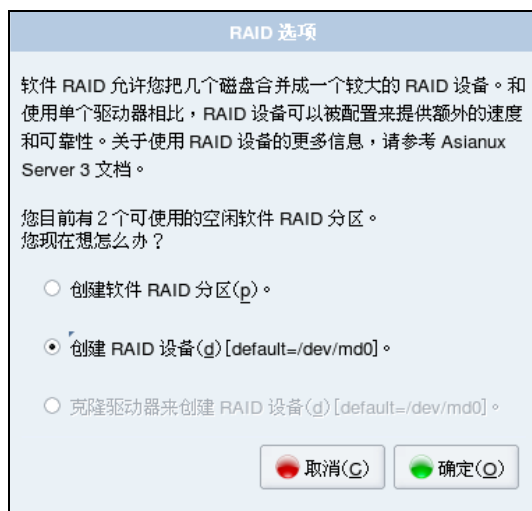 RAID 选项
软件 RAID 允许您把几个磁盘合并成一个较大的 RAID 设备。和
使用单个驱动器相比，RAID 设备可以被配置来提供额外的速度
和可靠性。关于使用 RAID 设备的更多信息，请参考 Asianux
Server 3 文档。
您目前有２个可使用的空闲软件 RAID 分区。
您现在想怎么办？
创建软件 RAID 分区(p)。
创建 RAID 设备(d)[default=/dev/md0]。
克隆驱动器来创建 RAID 设备(d)[default=/dev/md0]。
取消(C) 确定(O)